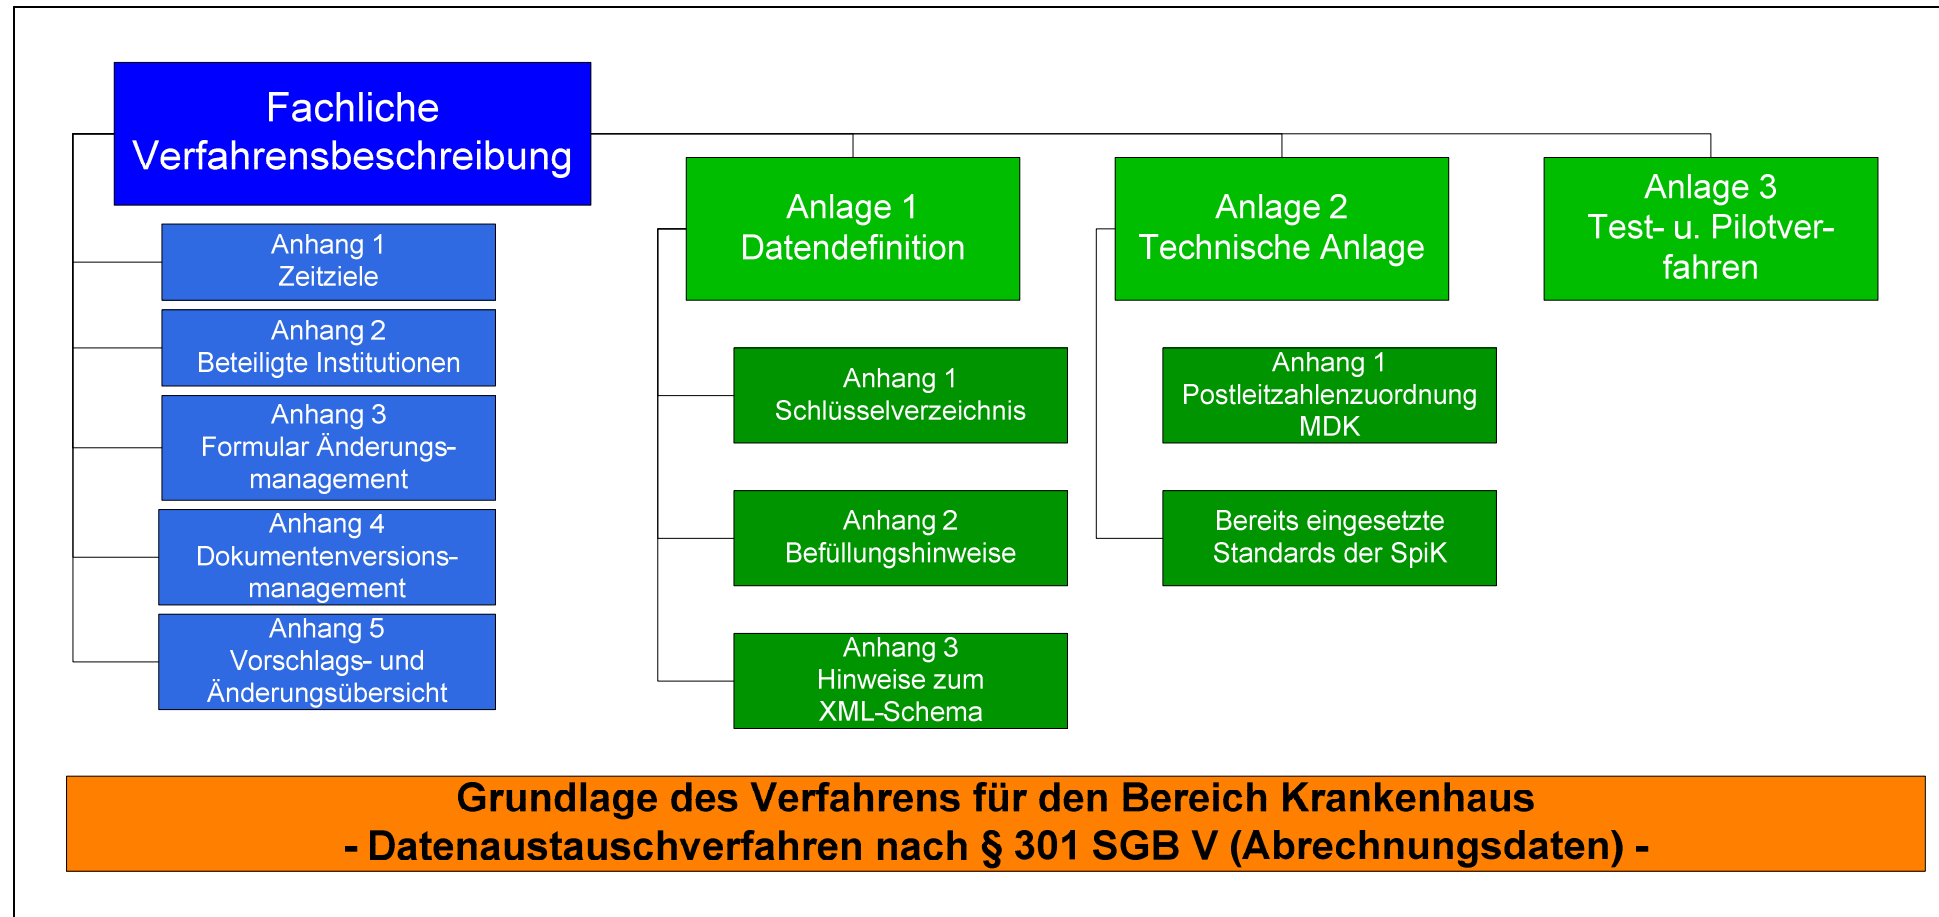 Fachliche
Verfahrensbeschreibung
Anhang 1
Zeitziele
Anhang 2
Beteiligte Institutionen
Anhang 3
Formular Änderungs-
management
Anhang 4
Dokumentenversions-
management
Anhang 5
Vorschlags- und
Änderungsübersicht
Anlage 1
Datendefinition
Anhang 1
Schlüsselverzeichnis
Anhang 2
Befüllungshinweise
Anhang 3
Hinweise zum
XML-Schema
Anlage 2
Technische Anlage
Anhang 1
Postleitzahlenzuordnung
MDK
Bereits eingesetzte
Standards der SpiK
Anlage 3
Test- u. Pilotver-
fahren
Grundlage des Verfahrens für den Bereich Krankenhaus
- Datenaustauschverfahren nach § 301 SGB V (Abrechnungsdaten) -